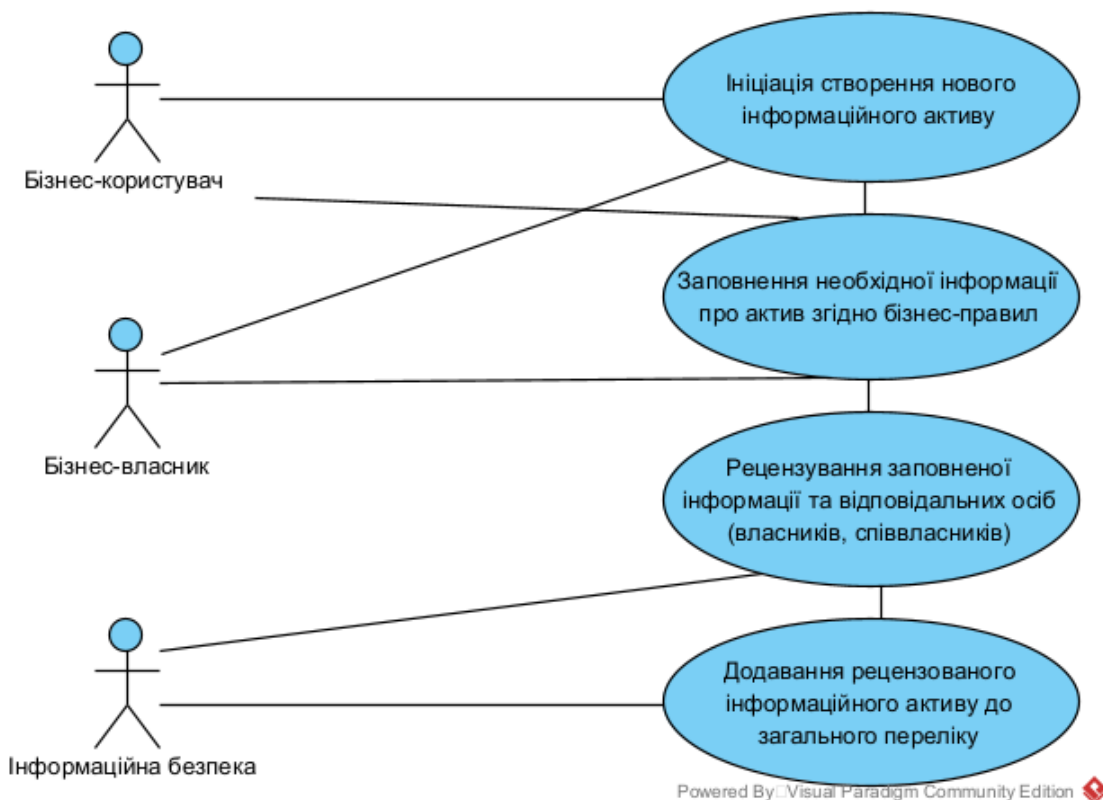 Ініціація створення нового
інформаційного активу
Бізнес-користувач
Заповнення необхідної інформації
про актив згідно бізнес-правил
Бізнес-власник
Рецензування заповненої
інформації та відповідальних осіб
(власників, співвласників)
Додавання рецензованого
інформаційного активу до
загального переліку
Інформаційна безпека
Powered By Visual Paradigm Community Edition